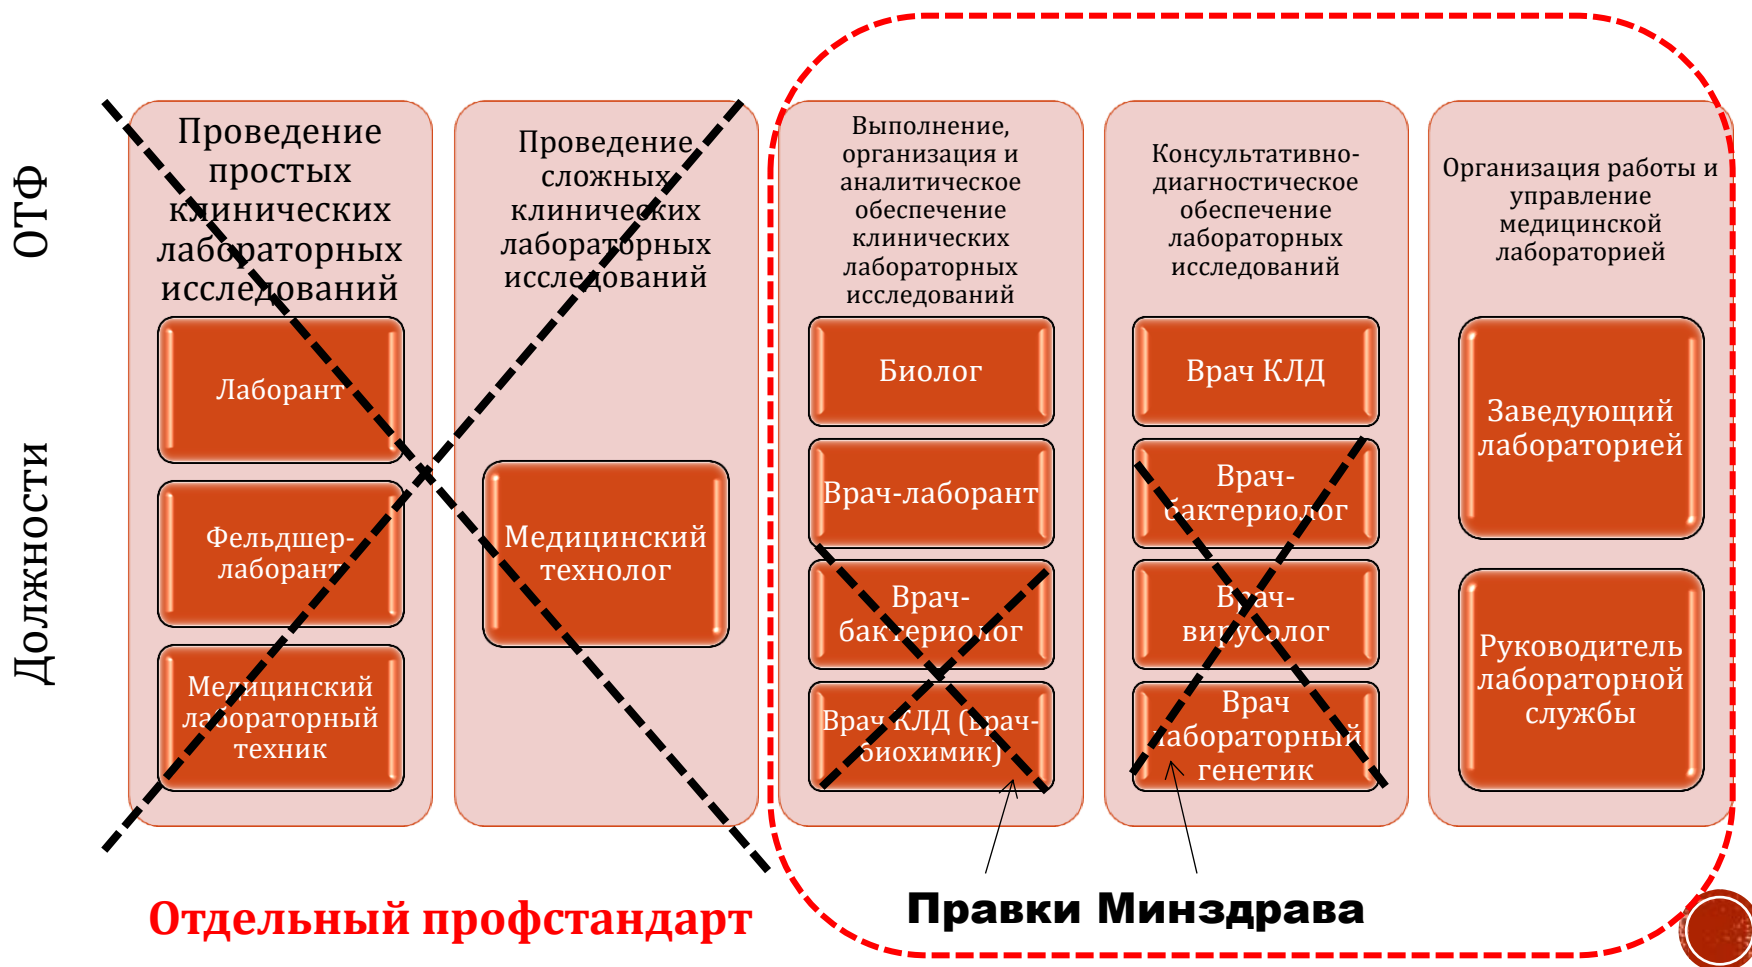 ОТФ
Должности
Проведение
простых
клинических
лабораторных
исследований
Лаборант
Фельдшер-
лаборант
Медицинский
лабораторный
техник
Проведение
сложных
клинических
лабораторных
исследований
Медицинский
технолог
Выполнение,
организация и
аналитическое
обеспечение
клинических
лабораторных
исследований
Биолог
Врач-лаборант
Врач-
бактериолог
Врач КЛД (врач-
биохимик)
Консультативно-
диагностическое
обеспечение
лабораторных
исследований
Врач КЛД
Врач-
бактериолог
Врач-
вирусолог
Врач
лабораторный
генетик
Организация работы и
управление
медицинской
лабораторией
Заведующий
лабораторией
Руководитель
лабораторной
службы
Отдельный профстандарт
Правки Минздрава